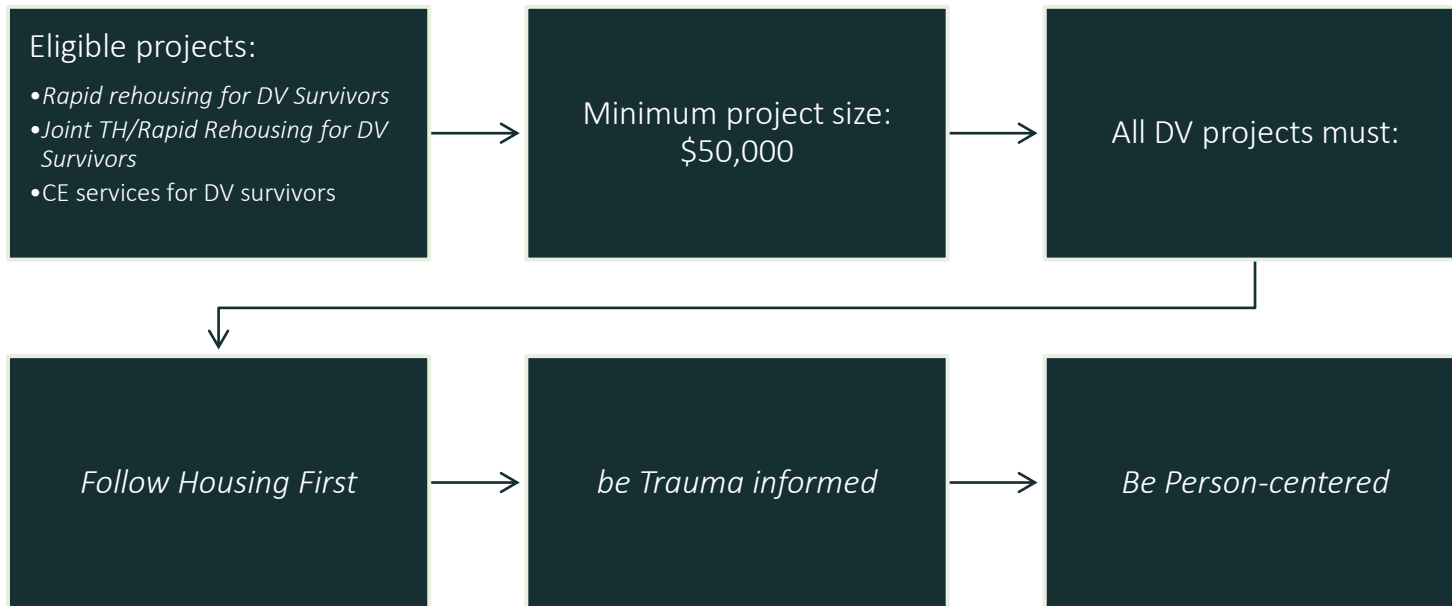 Eligible projects:
•Rapid rehousing for DV Survivors
•Joint TH/Rapid Rehousing for DV
Survivors
•CE services for DV survivors
Minimum project size:
$50,000
All DV projects must:
Follow Housing First
be Trauma informed
Be Person-centered